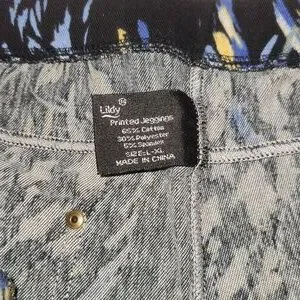 Lildy
Printed Jeggings
65% Cotton
30% Polyester
5% Spandex
SIZE:L-XL
MADE IN CHINA